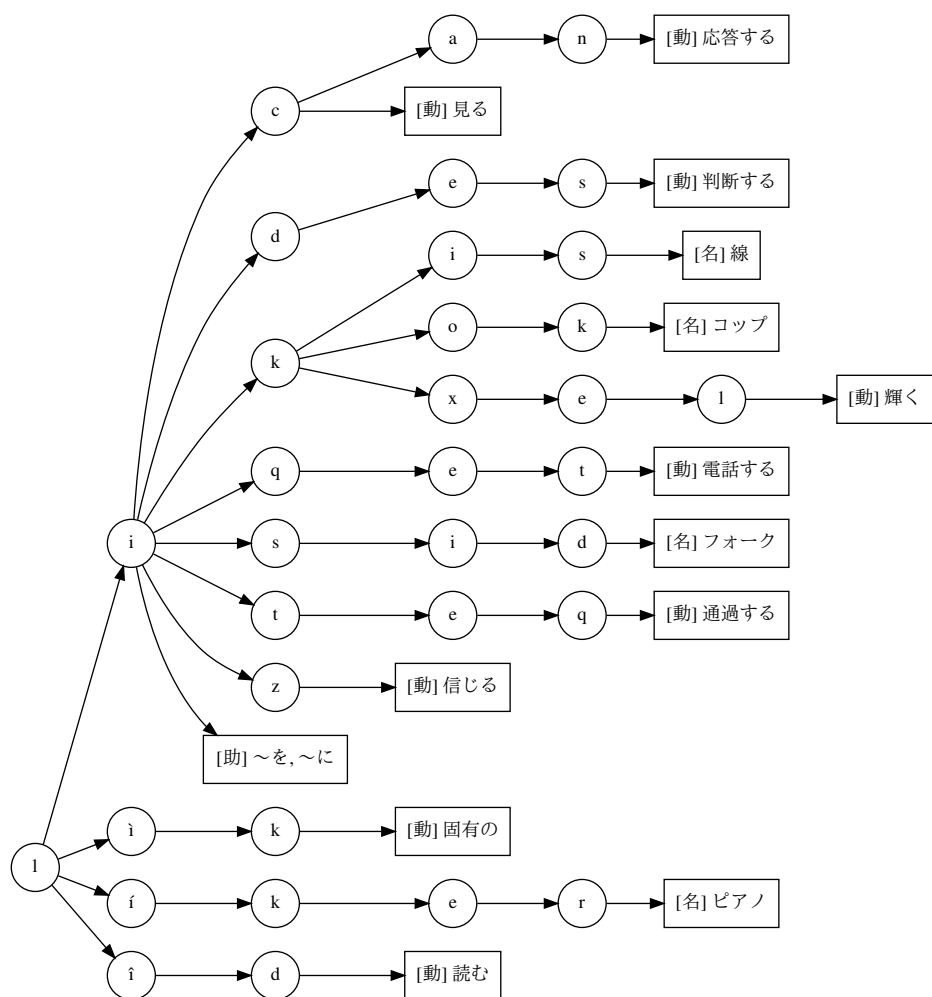 a n [動] 応答する
c [動] 見る
d e s [動] 判断する
i s [名] 線
k o k [名] コップ
x e l [動] 輝く
q e t [動] 電話する
i s i d [名] フォーク
t e q [動] 通過する
z [動] 信じる
[助] 〜を, 〜に
l ì k [動] 固有の
í k e r [名] ピアノ
î d [動] 読む